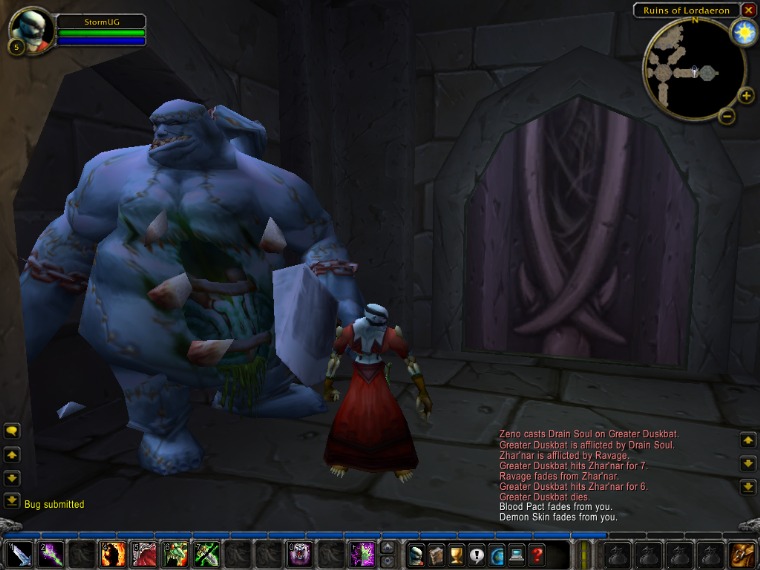 StormUG
5
Ruins of Lordaeron
N
Zeno casts Drain Soul on Greater Duskbat.
Greater Duskbat is afflicted by Drain Soul.
Zhar'nar is afflicted by Ravage.
Greater Duskbat hits Zhar'nar for 7.
Ravage fades from Zhar'nar.
Greater Duskbat hits Zhar'nar for 6.
Greater Duskbat dies.
Blood Pact fades from you.
Demon Skin fades from you.
Bug submitted